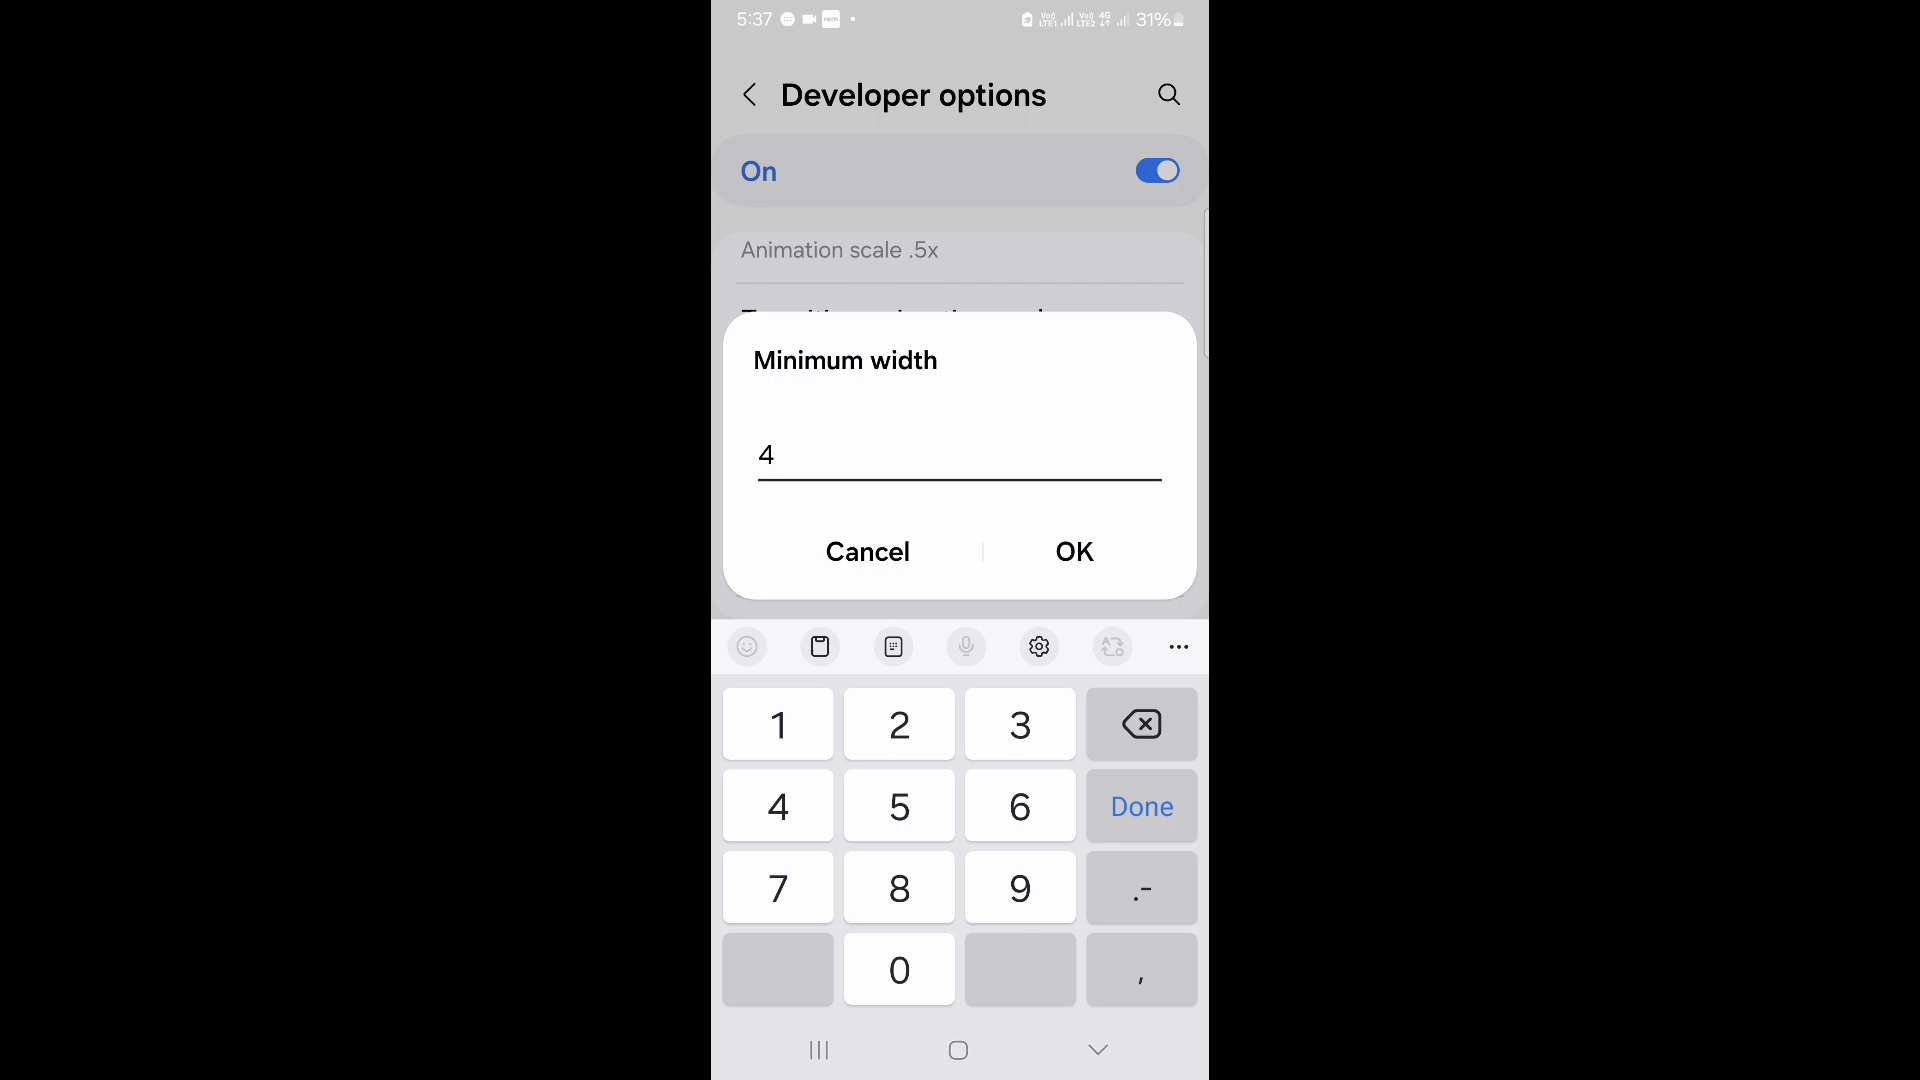 5:37 31%
Developer options
On
Animation scale .5x
Minimum width
4
Cancel OK
1 2 3
4 5 6 Done
7 8 9 .-
0 ,